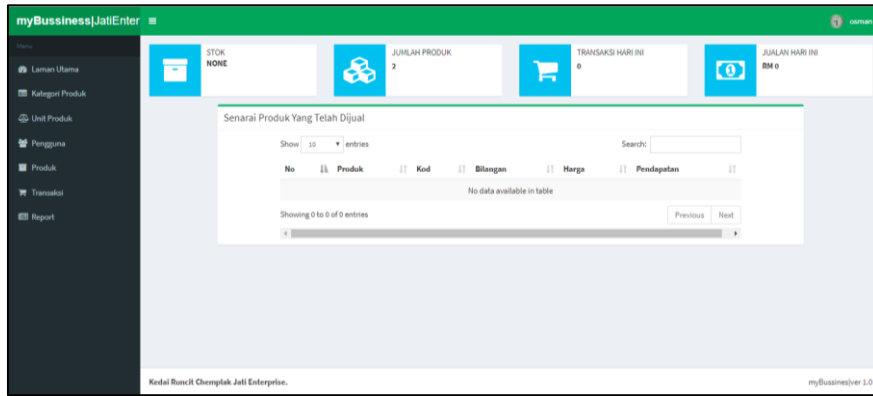 myBussiness|JatiEnter
osman
Menu
Laman Utama
Kategori Produk
Unit Produk
Pengguna
Produk
Transaksi
Report
STOK
NONE
JUMLAH PRODUK
2
TRANSAKSI HARI INI
0
JUALAN HARI INI
RM 0
Senarai Produk Yang Telah Dijual
Show 10 entries Search:
No Produk Kod Bilangan Harga Pendapatan
No data available in table
Showing 0 to 0 of 0 entries
Previous Next
Kedai Runcit Chemplak Jati Enterprise.
myBussines|ver 1.0